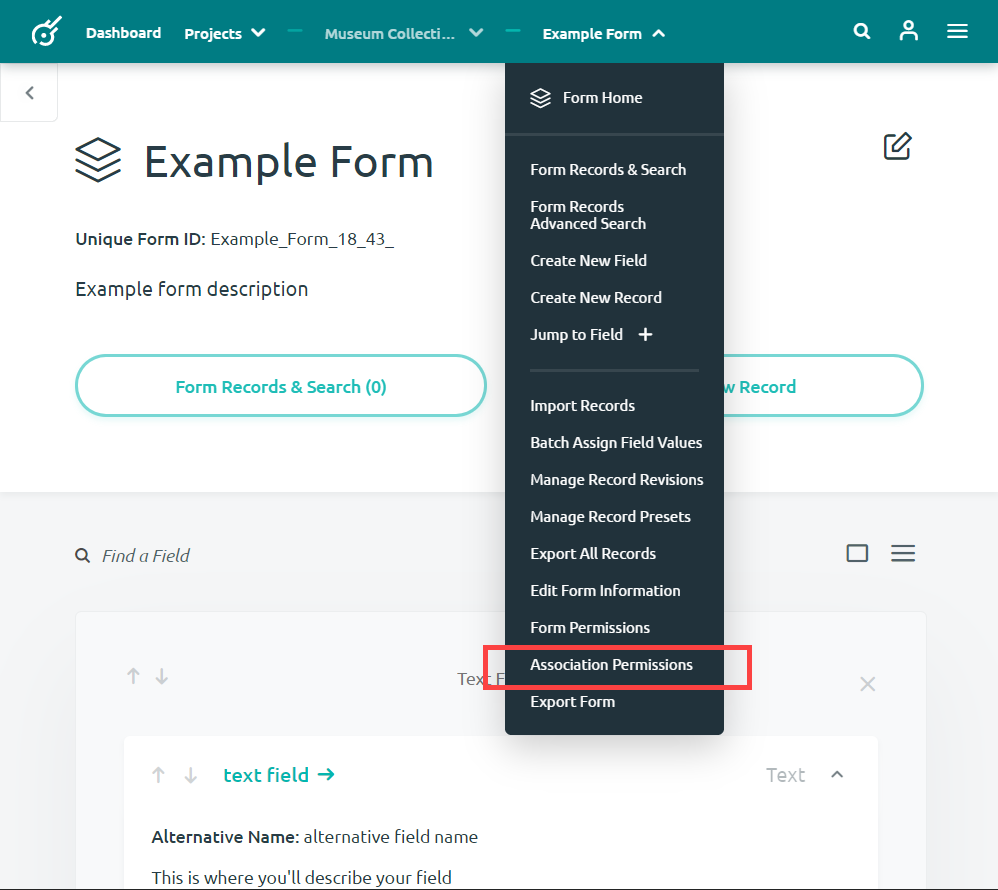 Dashboard Projects Museum Collecti... Example Form
Form Home
Example Form
Form Records & Search
Form Records
Advanced Search
Unique Form ID: Example_Form_18_43_
Create New Field
Example form description
Create New Record
Jump to Field +
Form Records & Search (0)
w Record
Import Records
Batch Assign Field Values
Manage Record Revisions
Manage Record Presets
Export All Records
Edit Form Information
Form Permissions
Association Permissions
Export Form
Find a Field
Text F
text field
Text
Alternative Name: alternative field name
This is where you'll describe your field